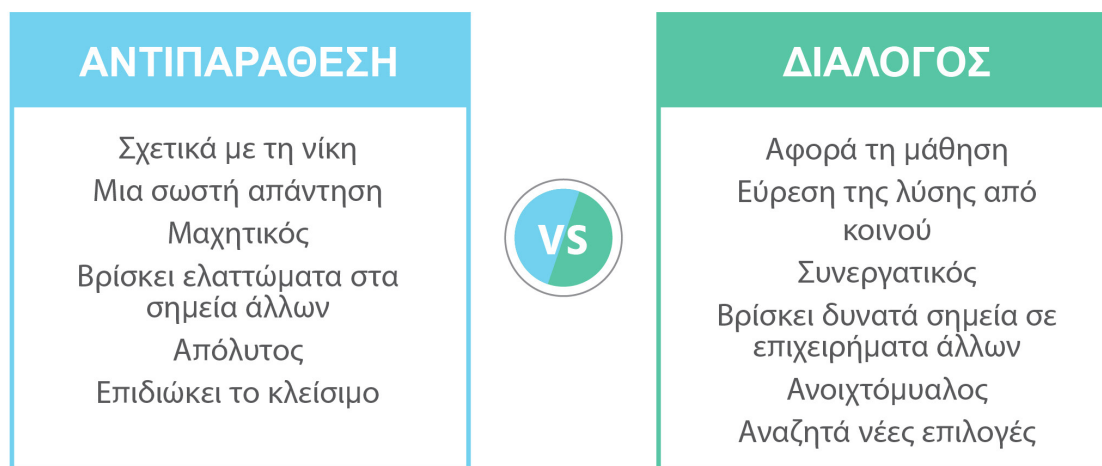 ΑΝΤΙΠΑΡΑΘΕΣΗ
Σχετικά με τη νίκη
Μια σωστή απάντηση
Μαχητικός
Βρίσκει ελαττώματα στα
σημεία άλλων
Απόλυτος
Επιδιώκει το κλείσιμο
VS
ΔΙΑΛΟΓΟΣ
Αφορά τη μάθηση
Εύρεση της λύσης από
κοινού
Συνεργατικός
Βρίσκει δυνατά σημεία σε
επιχειρήματα άλλων
Ανοιχτόμυαλος
Αναζητά νέες επιλογές